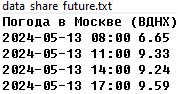 data share future.txt
Погода в Москве (ВДНХ)
2024-05-13 08:00 6.65
2024-05-13 11:00 9.33
2024-05-13 14:00 9.24
2024-05-13 17:00 9.59